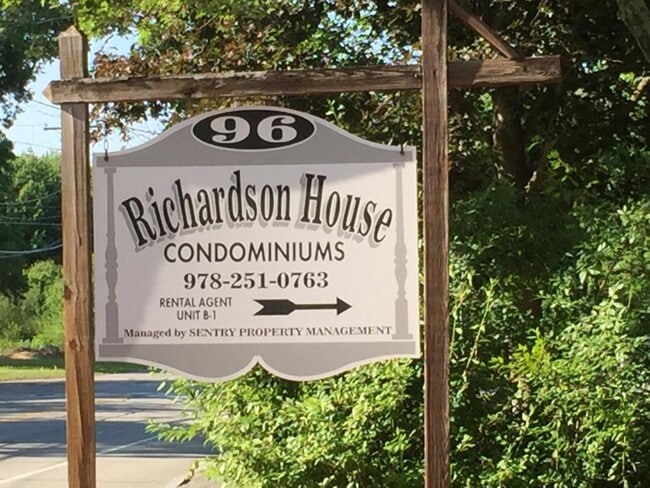 96
Richardson House
CONDOMINIUMS
978-251-0763
RENTAL AGENT
UNIT B-1
Managed by SENTRY PROPERTY MANAGEMENT